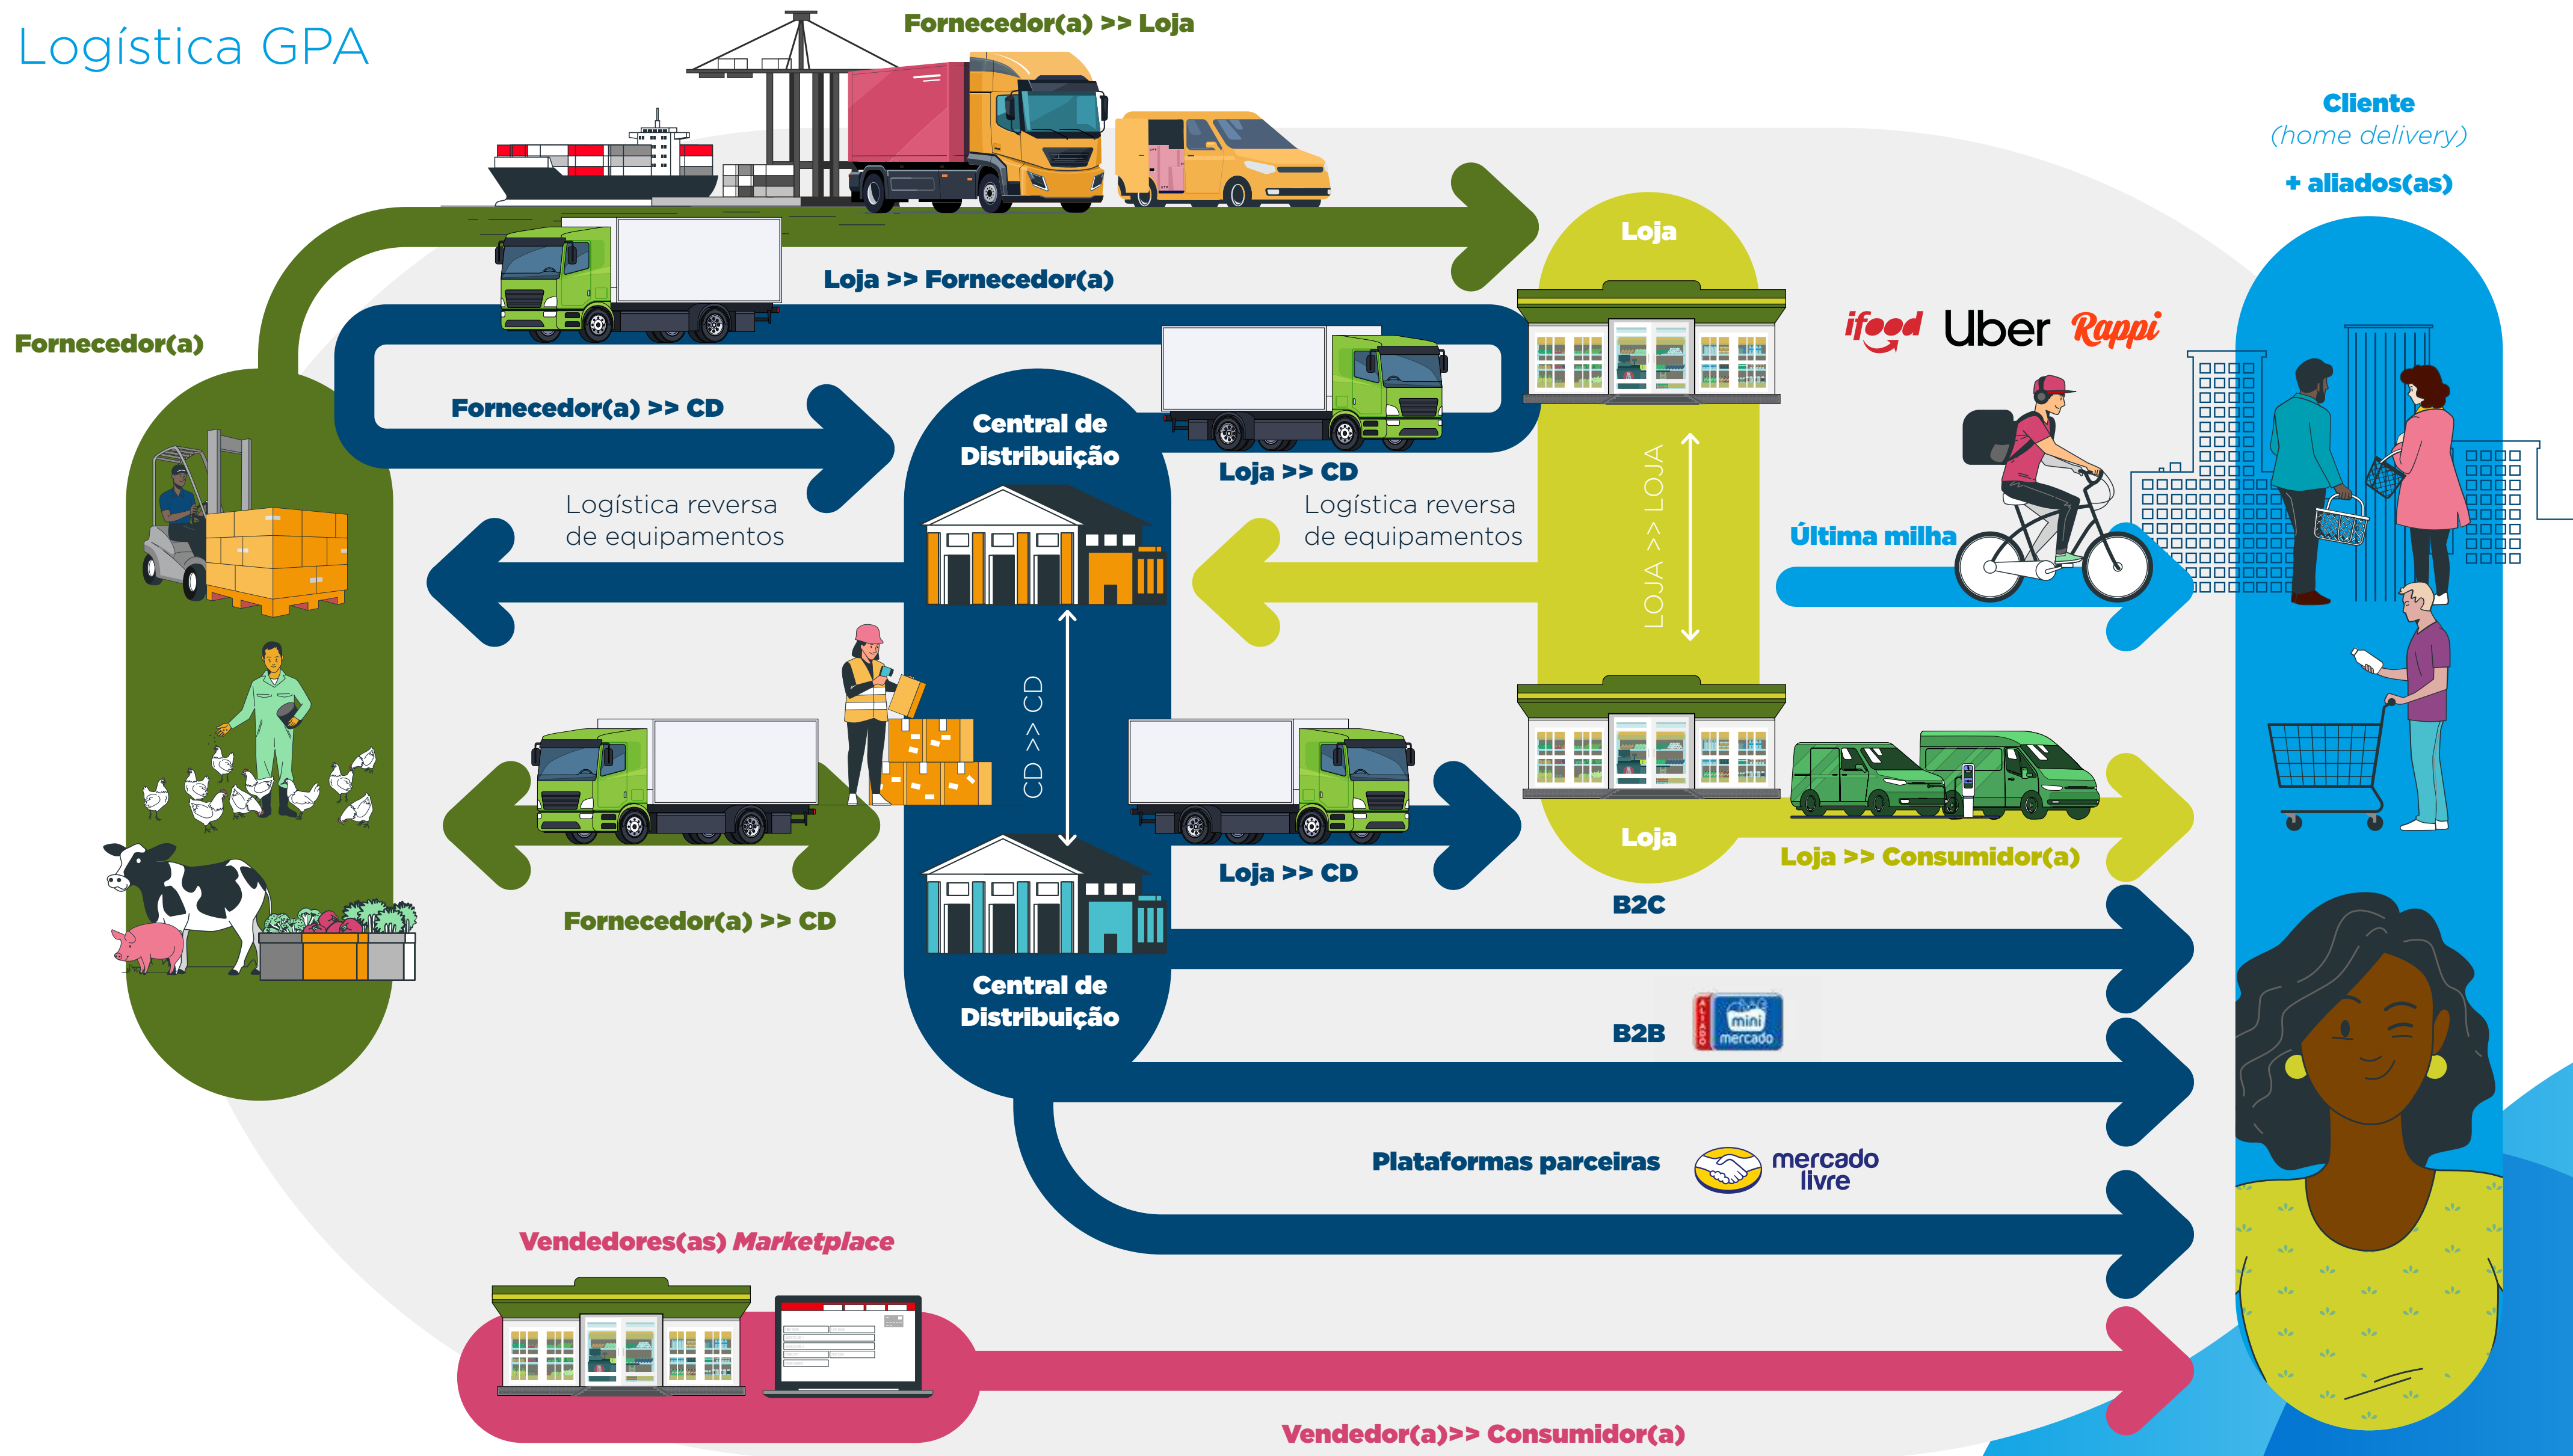 Logística GPA
Fornecedor(a) >> Loja
Cliente
(home delivery)
+ aliados(as)
Loja
Loja >> Fornecedor(a)
ifood
Uber
Rappi
Fornecedor(a)
Fornecedor(a) >> CD
Central de
Distribuição
Loja >> CD
Logística reversa
de equipamentos
Logística reversa
de equipamentos
LOJA >> LOJA
Última milha
CD >> CD
Loja
Loja >> Consumidor(a)
Loja >> CD
B2C
Fornecedor(a) >> CD
Central de
Distribuição
B2B
ALIADO
mini
mercado
Plataformas parceiras
mercado
livre
Vendedores(as) Marketplace
Vendedor(a)>> Consumidor(a)